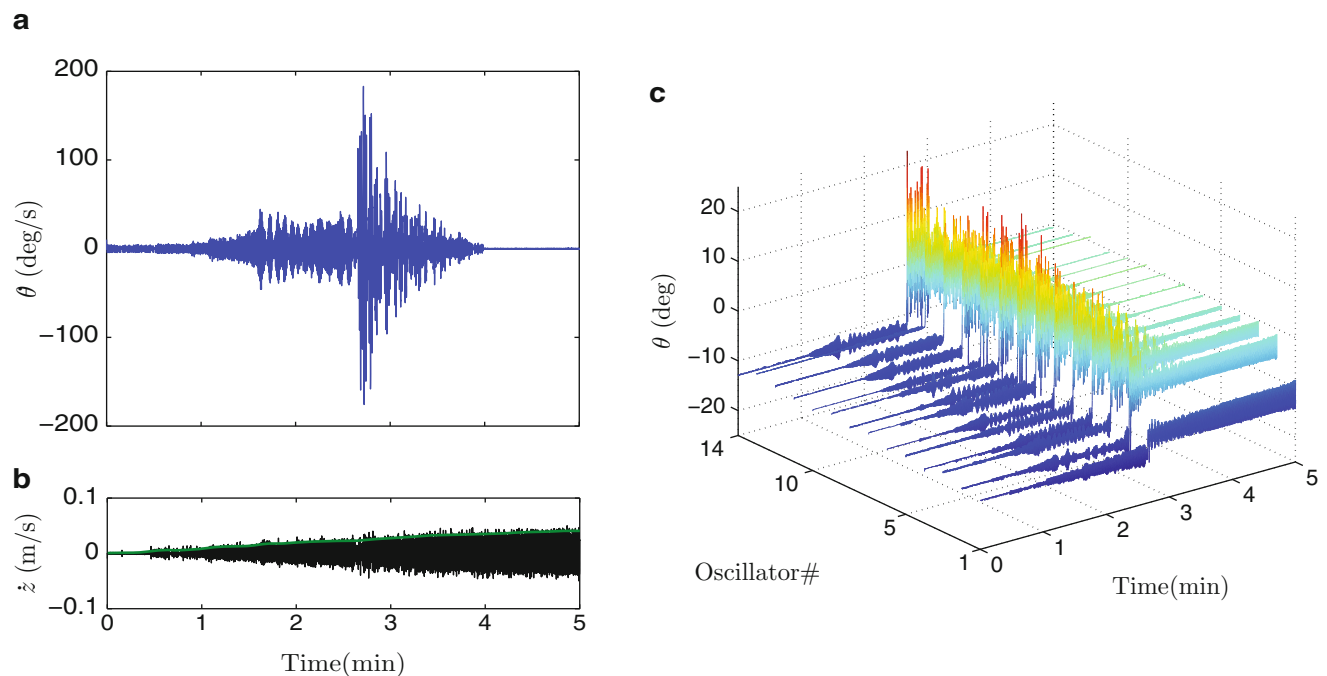 a
200
100
0
−100
−200
θ̇ (deg/s)
b
0.1
0
−0.1
ż (m/s)
0 1 2 3 4 5
Time(min)
c
20
10
0
−10
−20
θ (deg)
14
10
5
1
Oscillator#
0 1 2 3 4 5
Time(min)